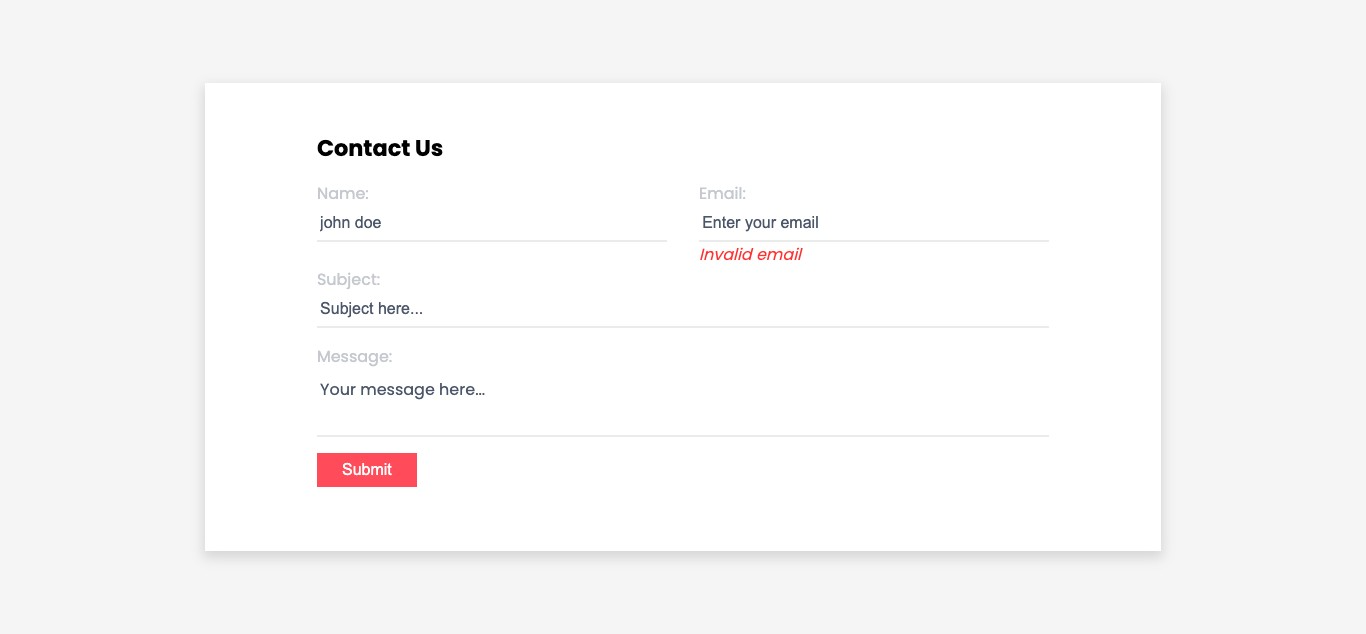 Contact Us
Name:
john doe
Email:
Enter your email
Invalid email
Subject:
Subject here...
Message:
Your message here...
Submit